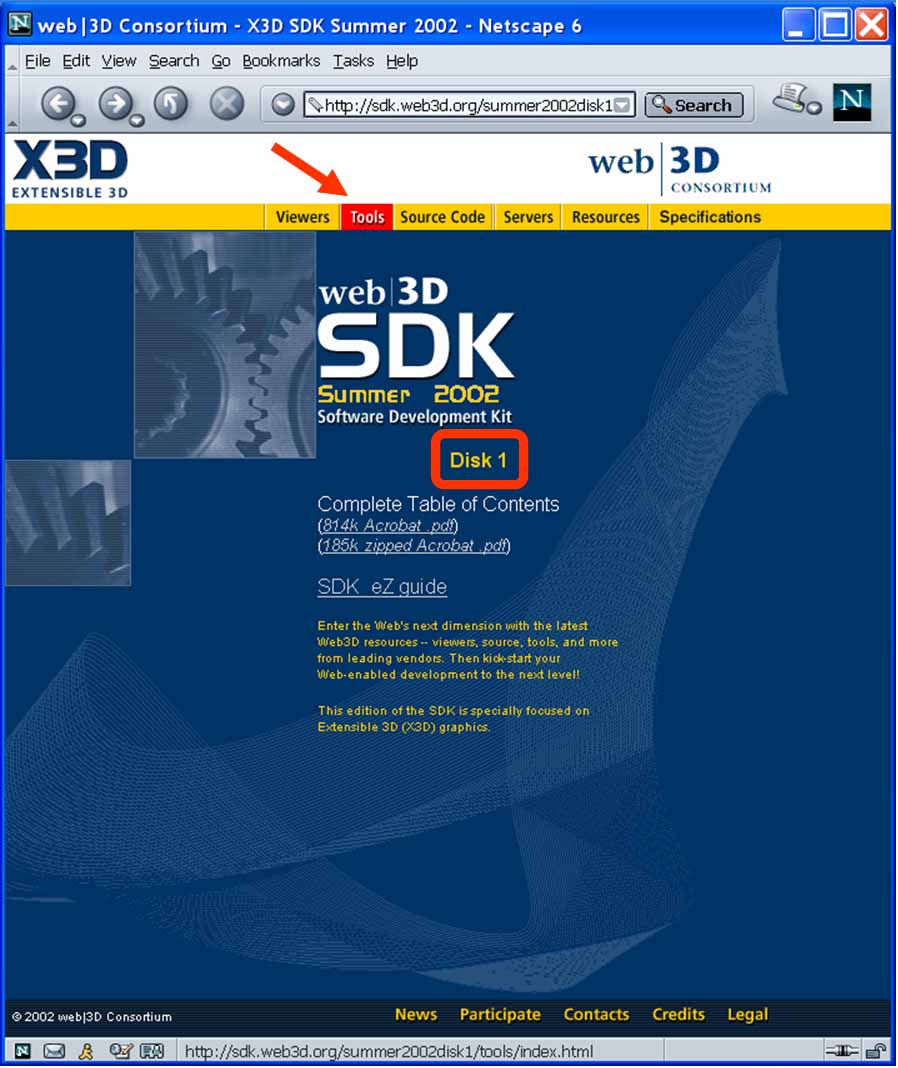 web|3D Consortium - X3D SDK Summer 2002 - Netscape 6
File Edit View Search Go Bookmarks Tasks Help
http://sdk.web3d.org/summer2002disk1 Search N
X3D
EXTENSIBLE 3D
web 3D
CONSORTIUM
Viewers Tools Source Code Servers Resources Specifications
web|3D
SDK
Summer 2002
Software Development Kit
Disk 1
Complete Table of Contents
(814k Acrobat .pdf)
(185k zipped Acrobat .pdf)
SDK eZ guide
Enter the Web's next dimension with the latest
Web3D resources -- viewers, source, tools, and more
from leading vendors. Then kick-start your
Web-enabled development to the next level!
This edition of the SDK is specially focused on
Extensible 3D (X3D) graphics.
© 2002 web|3D Consortium
News Participate Contacts Credits Legal
http://sdk.web3d.org/summer2002disk1/tools/index.html